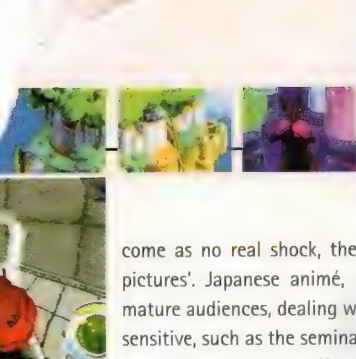 come as no real shock, the
pictures'. Japanese animé,
mature audiences, dealing w
sensitive, such as the semina